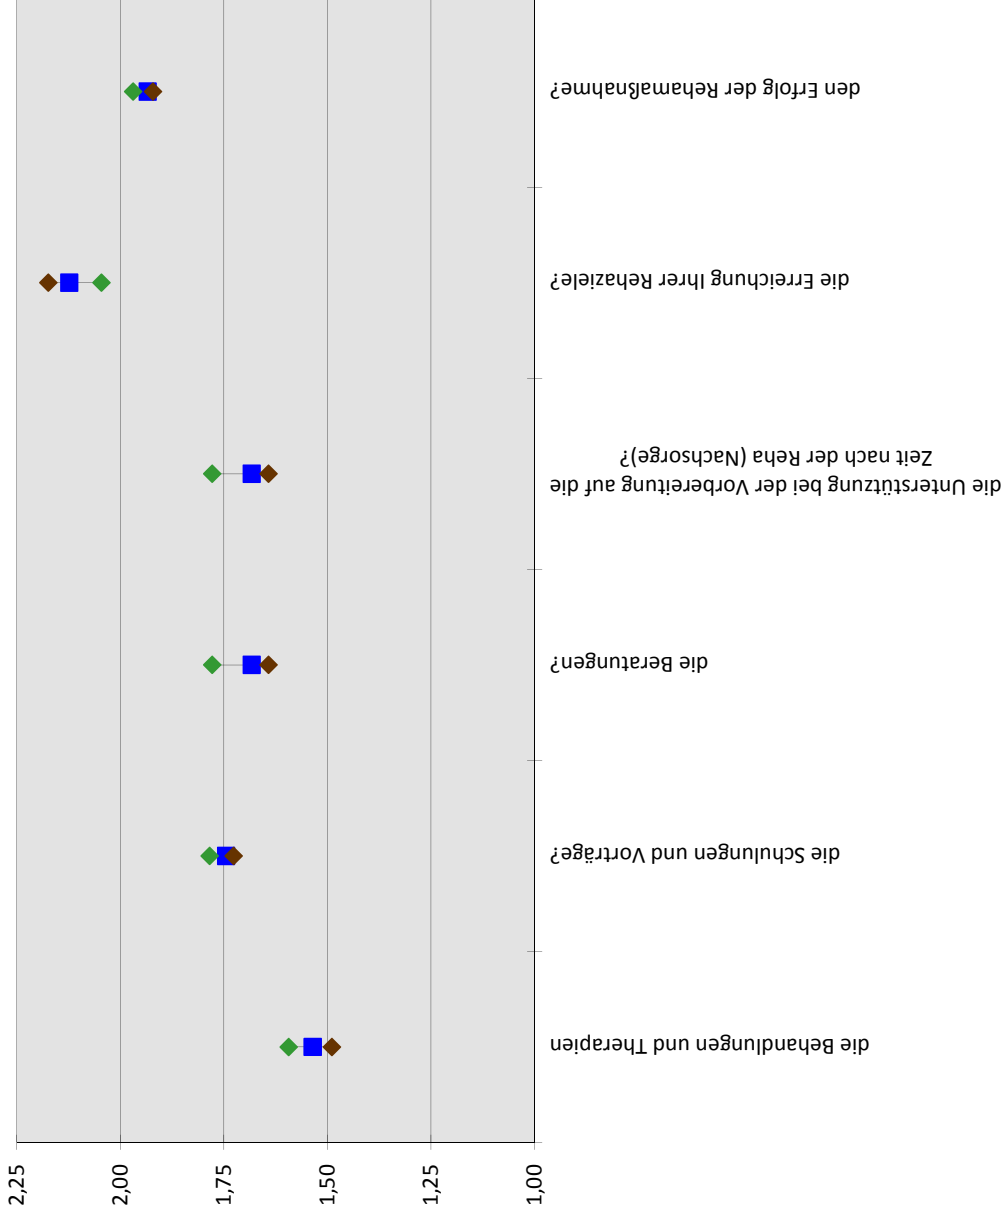 den Erfolg der Rehamaßnahme?
die Erreichung Ihrer Rehaziele?
die Unterstützung bei der Vorbereitung auf die
Zeit nach der Reha (Nachsorge)?
die Beratungen?
die Schulungen und Vorträge?
die Behandlungen und Therapien
2,25
2,00
1,75
1,50
1,25
1,00